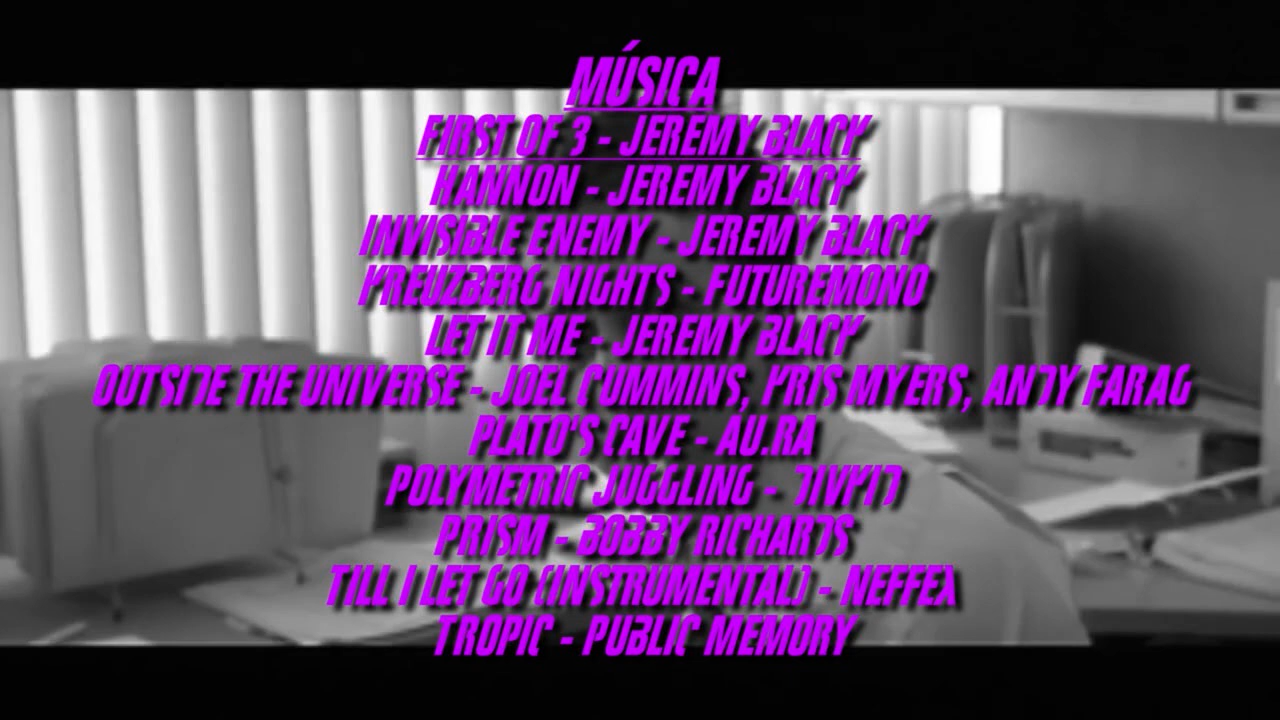 MÚSICA
FIRST OF 3 - JEREMY BLACK
KANNON - JEREMY BLACK
INVISIBLE ENEMY - JEREMY BLACK
KREUZBERG NIGHTS - FUTUREMONO
LET IT ME - JEREMY BLACK
OUTSIDE THE UNIVERSE - JOEL CUMMINS, KRIS MYERS, ANDY FARAG
PLATO'S CAVE - AU.RA
POLYMETRIC JUGGLING - DIVKID
PRISM - BOBBY RICHARDS
TILL I LET GO (INSTRUMENTAL) - NEFFEX
TROPIC - PUBLIC MEMORY